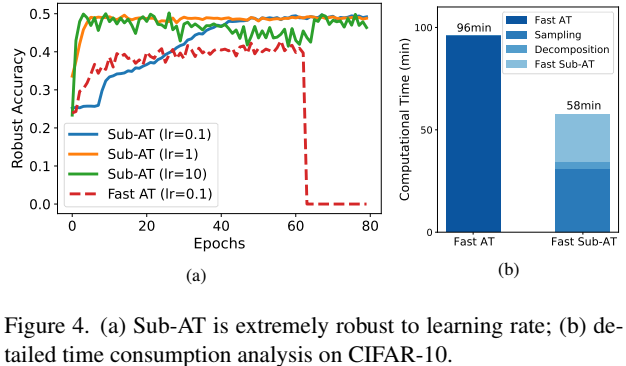 0.5
0.4
0.3
0.2
0.1
0.0
Robust Accuracy
Sub-AT (lr=0.1)
Sub-AT (lr=1)
Sub-AT (lr=10)
Fast AT (lr=0.1)
0 20 40 60 80
Epochs
(a)
100
50
0
Computational Time (min)
96min
58min
Fast AT
Sampling
Decomposition
Fast Sub-AT
Fast AT Fast Sub-AT
(b)
Figure 4. (a) Sub-AT is extremely robust to learning rate; (b) de-
tailed time consumption analysis on CIFAR-10.